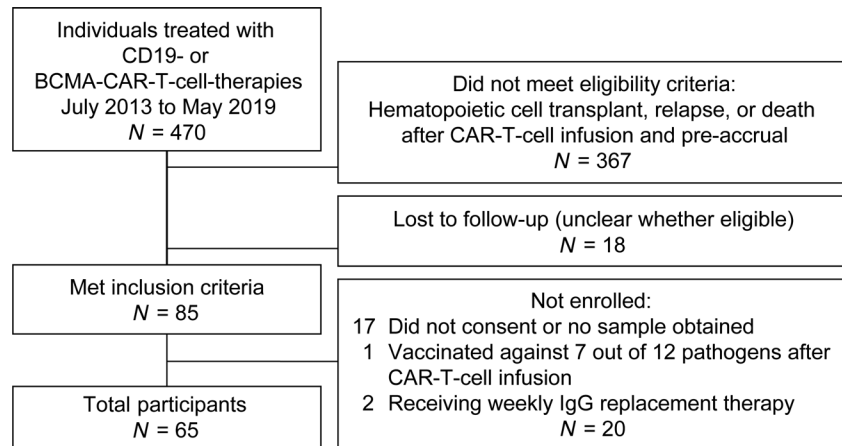 Individuals treated with
CD19- or
BCMA-CAR-T-cell-therapies
July 2013 to May 2019
N = 470
Did not meet eligibility criteria:
Hematopoietic cell transplant, relapse, or death
after CAR-T-cell infusion and pre-accrual
N = 367
Lost to follow-up (unclear whether eligible)
N = 18
Met inclusion criteria
N = 85
Not enrolled:
17 Did not consent or no sample obtained
1 Vaccinated against 7 out of 12 pathogens after
CAR-T-cell infusion
2 Receiving weekly IgG replacement therapy
N = 20
Total participants
N = 65